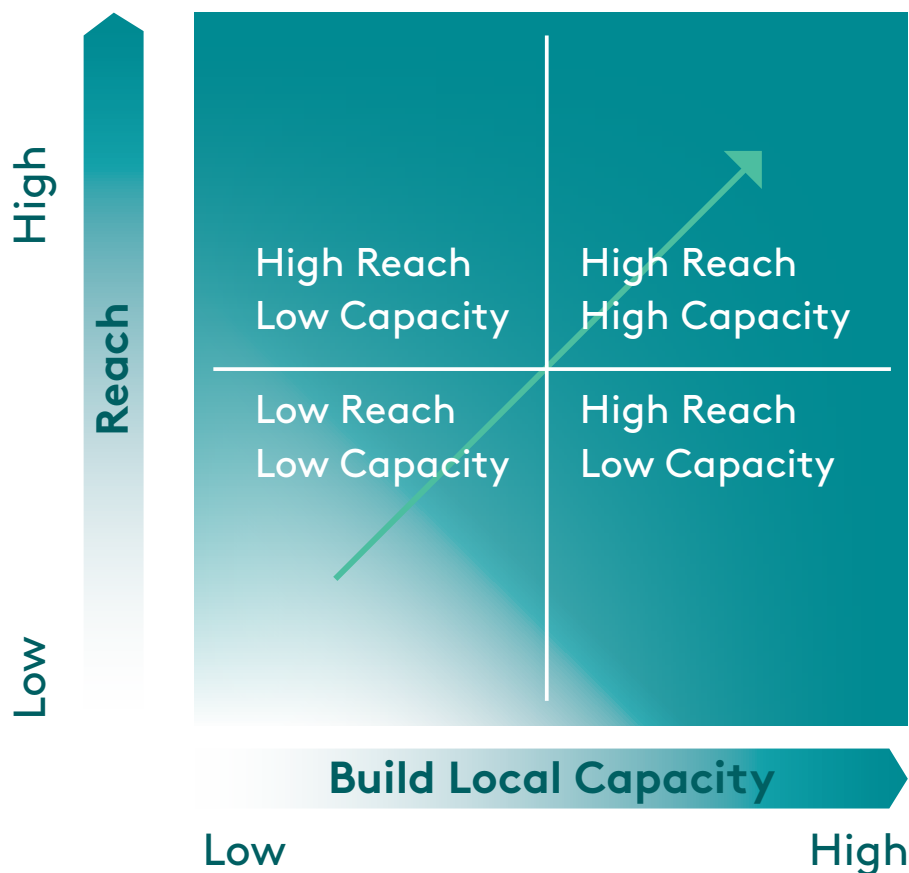 High
Reach
Low
High Reach
Low Capacity
High Reach
High Capacity
Low Reach
Low Capacity
High Reach
Low Capacity
Build Local Capacity
Low
High